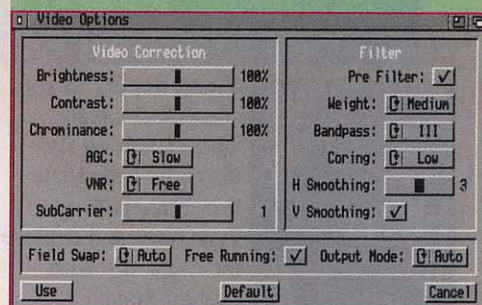 Video Options
Video Correction
Brightness: 100%
Contrast: 100%
Chrominance: 100%
AGC: Slow
VNR: Free
SubCarrier: 1
Filter
Pre Filter:
Weight: Medium
Bandpass: III
Coring: Low
H Smoothing: 3
V Smoothing:
Field Swap: Auto Free Running: Output Mode: Auto
Use Default Cancel